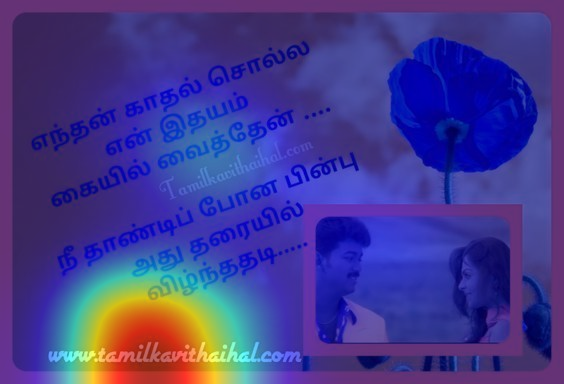 எந்தன் காதல் சொல்ல
என் இதயம்
கையில் வைத்தேன் ....
Tamilkavithaihal.com
நீ தாண்டிப் போன பின்பு
அது தரையில்
விழ்ந்ததடி.....
www.tamilkavithaihal.com